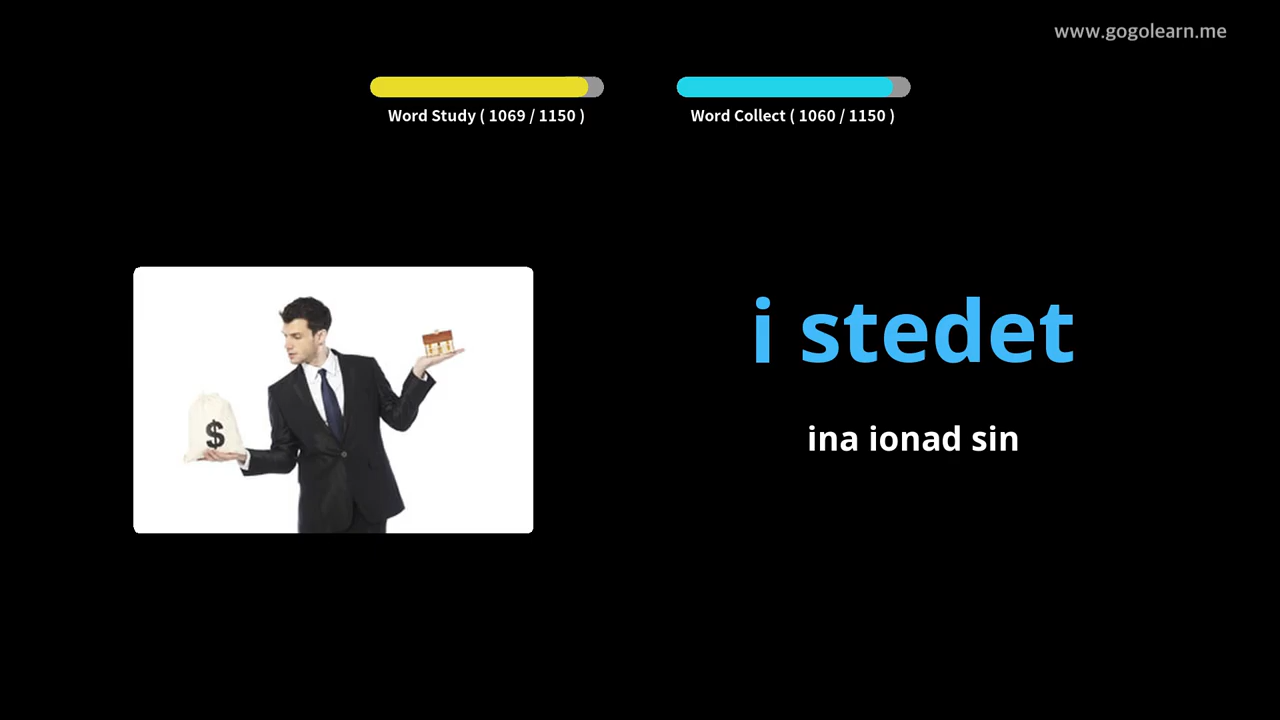 www.gogolearn.me
Word Study ( 1069 / 1150 )
Word Collect ( 1060 / 1150 )
$
i stedet
ina ionad sin